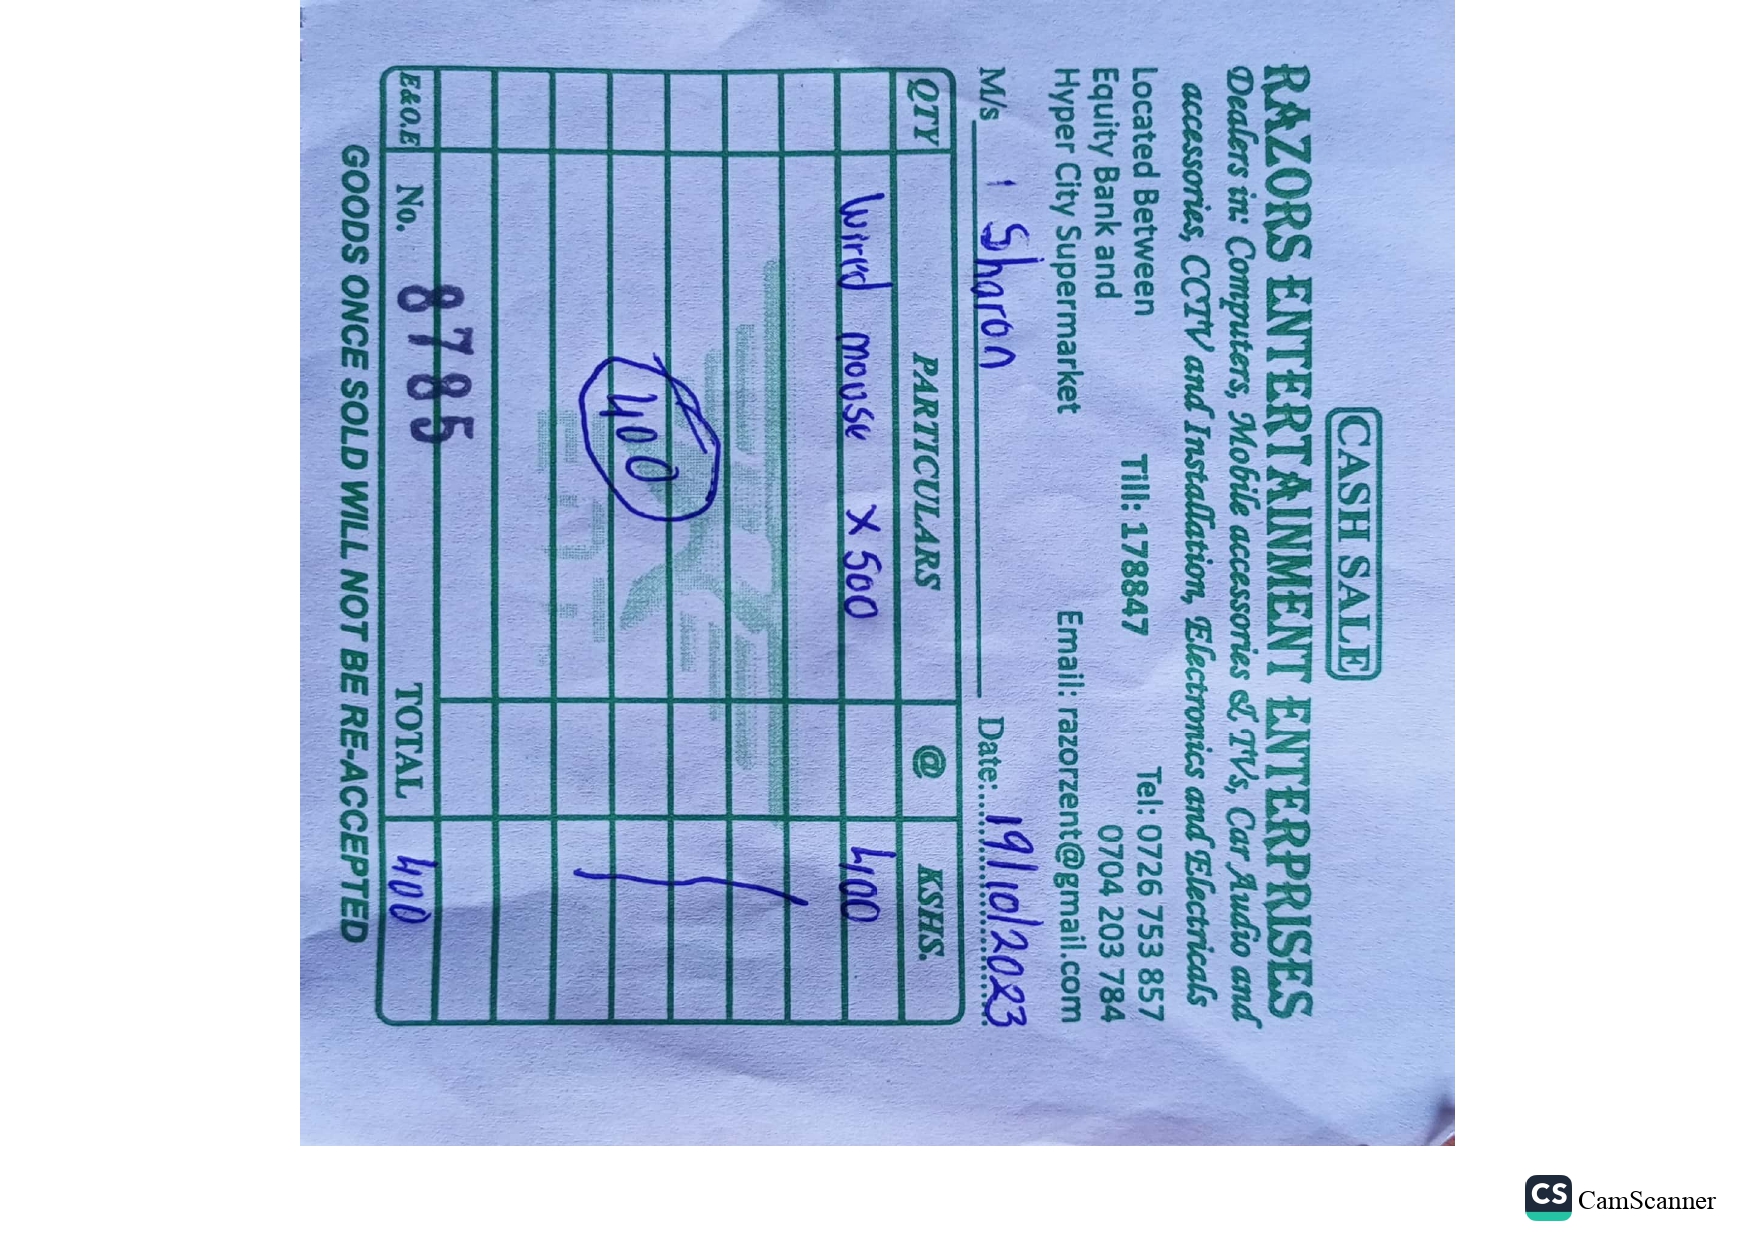 CASH SALE
RAZORS ENTERTAINMENT ENTERPRISES
Dealers in: Computers, Mobile accessories & TVs, Car Audio and
accessories, CCTV and Installation, Electronics and Electricals
Located Between
Equity Bank and
Hyper City Supermarket
Till: 178847
Tel: 0726 753 857
0704 203 784
Email: razorzent@gmail.com
M/s Sharon Date: 19/10/2023
QTY PARTICULARS @ KSHS.
Wired mouse X500 400
400
E&O.E No. 8785 TOTAL 400
GOODS ONCE SOLD WILL NOT BE RE-ACCEPTED
CS CamScanner